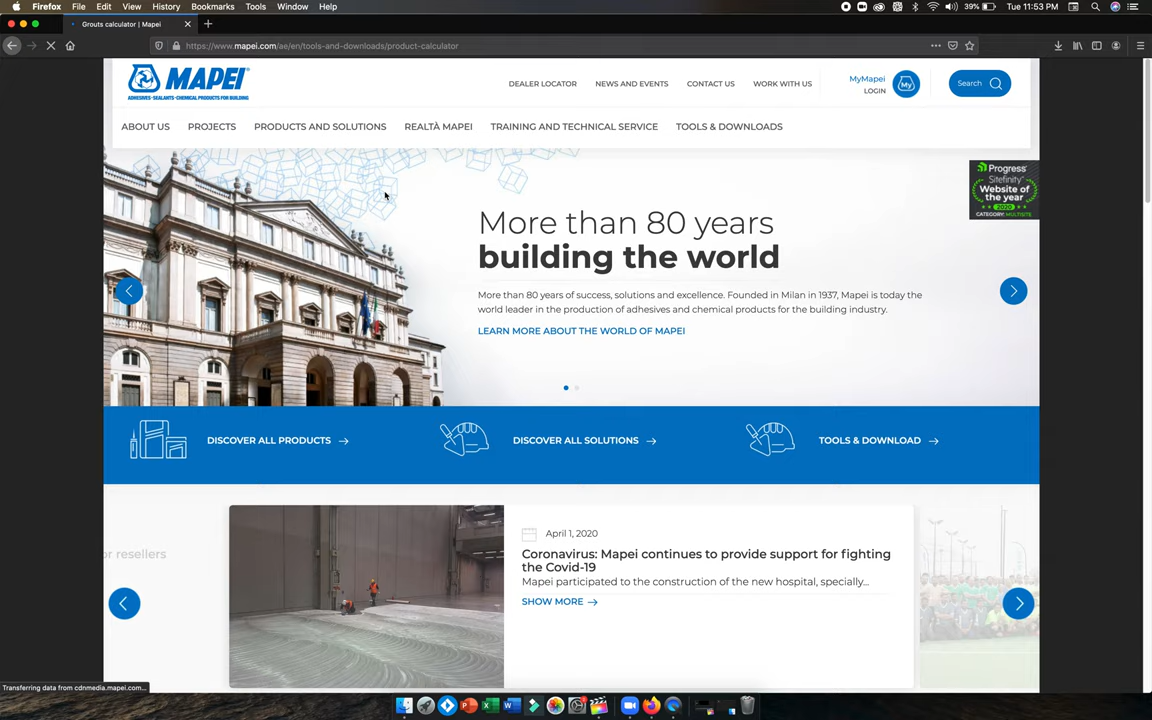 Firefox File Edit View History Bookmarks Tools Window Help 39% Tue 11:53 PM
Grouts calculator | Mapei
https://www.mapei.com/ae/en/tools-and-downloads/product-calculator
MAPEI
ADHESIVES•SEALANTS•CHEMICAL PRODUCTS FOR BUILDING
DEALER LOCATOR NEWS AND EVENTS CONTACT US WORK WITH US
MyMapei
LOGIN
My
Search
ABOUT US PROJECTS PRODUCTS AND SOLUTIONS REALTÀ MAPEI TRAINING AND TECHNICAL SERVICE TOOLS & DOWNLOADS
Progress
Sitefinity
Website of
the year
2020
CATEGORY: MULTISITE
More than 80 years
building the world
More than 80 years of success, solutions and excellence. Founded in Milan in 1937, Mapei is today the
world leader in the production of adhesives and chemical products for the building industry.
LEARN MORE ABOUT THE WORLD OF MAPEI
DISCOVER ALL PRODUCTS DISCOVER ALL SOLUTIONS TOOLS & DOWNLOAD
April 1, 2020
or resellers
Coronavirus: Mapei continues to provide support for fighting
the Covid-19
Mapei participated to the construction of the new hospital, specially...
SHOW MORE
Transferring data from cdnmedia.mapei.com...